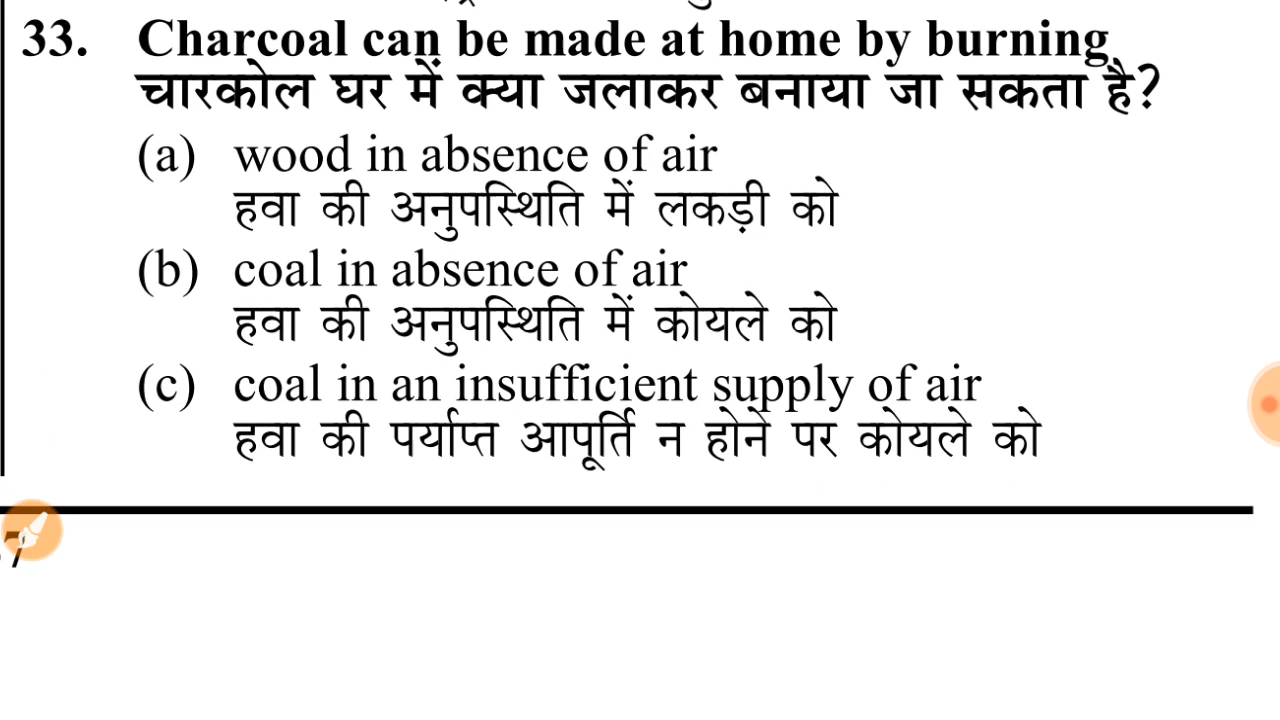 33. Charcoal can be made at home by burning
चारकोल घर में क्या जलाकर बनाया जा सकता है?
(a) wood in absence of air
हवा की अनुपस्थिति में लकड़ी को
(b) coal in absence of air
हवा की अनुपस्थिति में कोयले को
(c) coal in an insufficient supply of air
हवा की पर्याप्त आपूर्ति न होने पर कोयले को